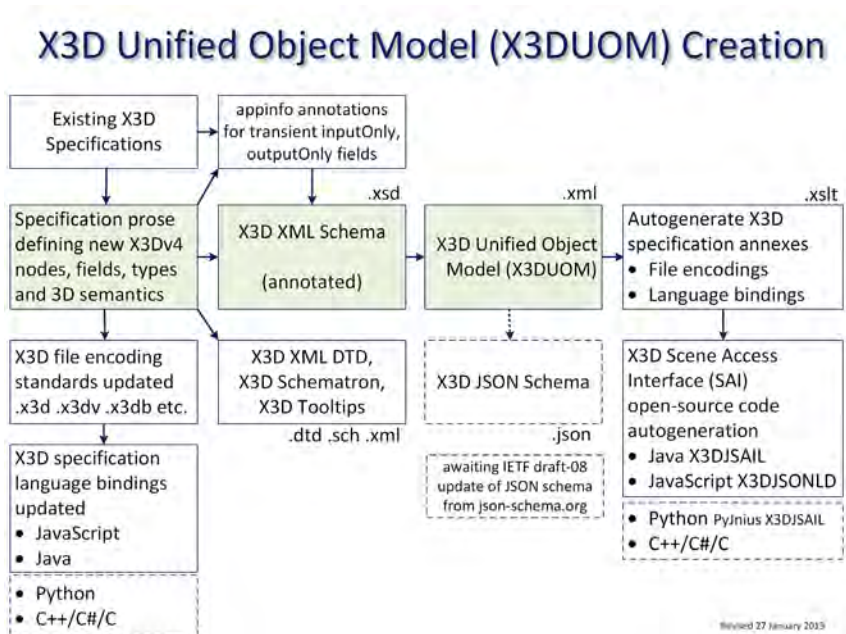 X3D Unified Object Model (X3DUOM) Creation
Existing X3D
Specifications
appinfo annotations
for transient inputOnly,
outputOnly fields
.xsd
.xml
.xslt
Specification prose
defining new X3Dv4
nodes, fields, types
and 3D semantics
X3D XML Schema
(annotated)
X3D Unified Object
Model (X3DUOM)
Autogenerate X3D
specification annexes
• File encodings
• Language bindings
X3D file encoding
standards updated
.x3d .x3dv .x3db etc.
X3D XML DTD,
X3D Schematron,
X3D Tooltips
.dtd .sch .xml
X3D JSON Schema
.json
X3D Scene Access
Interface (SAI)
open-source code
autogeneration
• Java X3DJSAIL
• JavaScript X3DJSONLD
X3D specification
language bindings
updated
• JavaScript
• Java
awaiting IETF draft-08
update of JSON schema
from json-schema.org
• Python PyJnius X3DJSAIL
• C++/C#/C
• Python
• C++/C#/C
Revised 27 January 2019